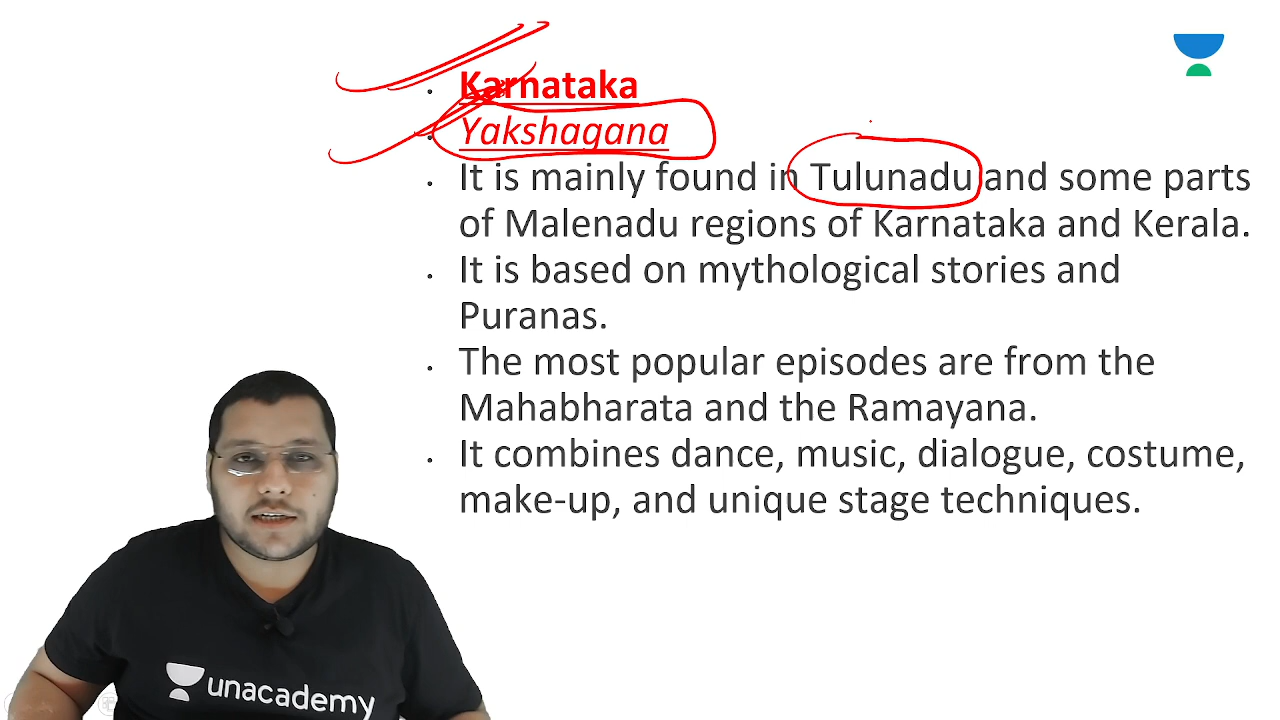 Karnataka
Yakshagana
It is mainly found in Tulunadu and some parts
of Malenadu regions of Karnataka and Kerala.
It is based on mythological stories and
Puranas.
The most popular episodes are from the
Mahabharata and the Ramayana.
It combines dance, music, dialogue, costume,
make-up, and unique stage techniques.
unacademy